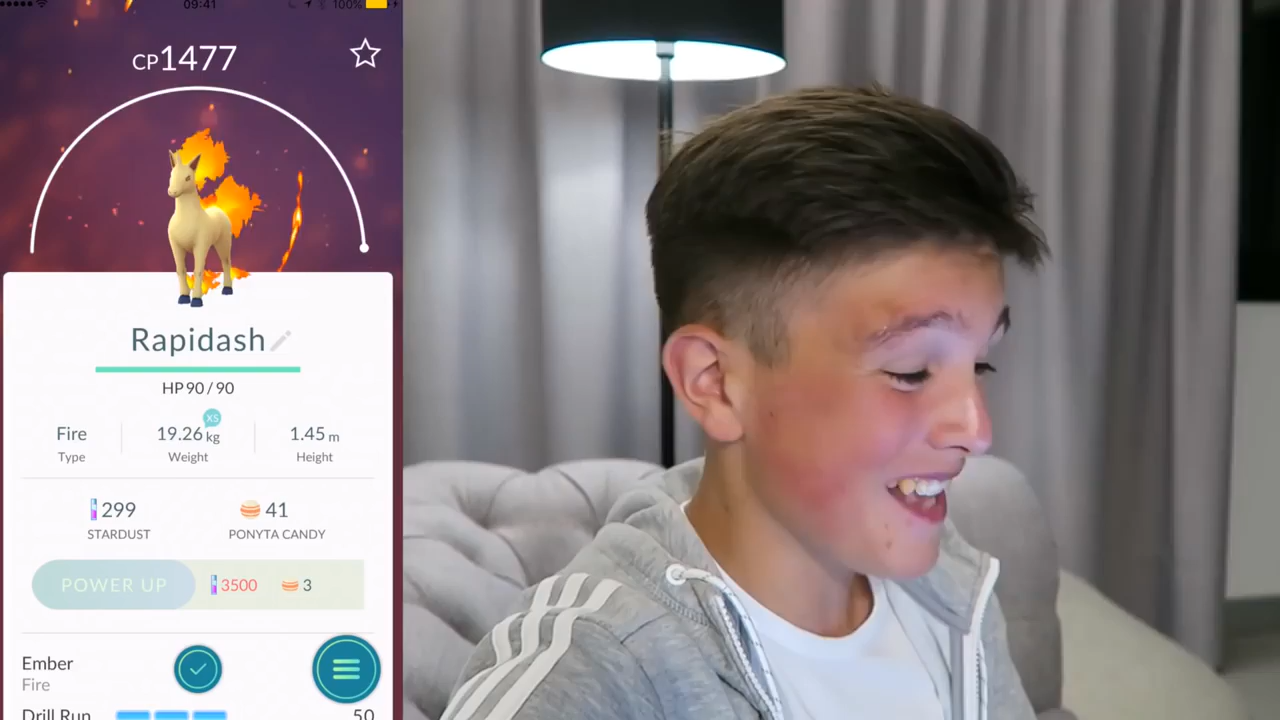 09:41 100%
CP1477
Rapidash
HP 90 / 90
XS
Fire 19.26 kg 1.45 m
Type Weight Height
299 41
STARDUST PONYTA CANDY
POWER UP 3500 3
Ember
Fire
Drill Run 50